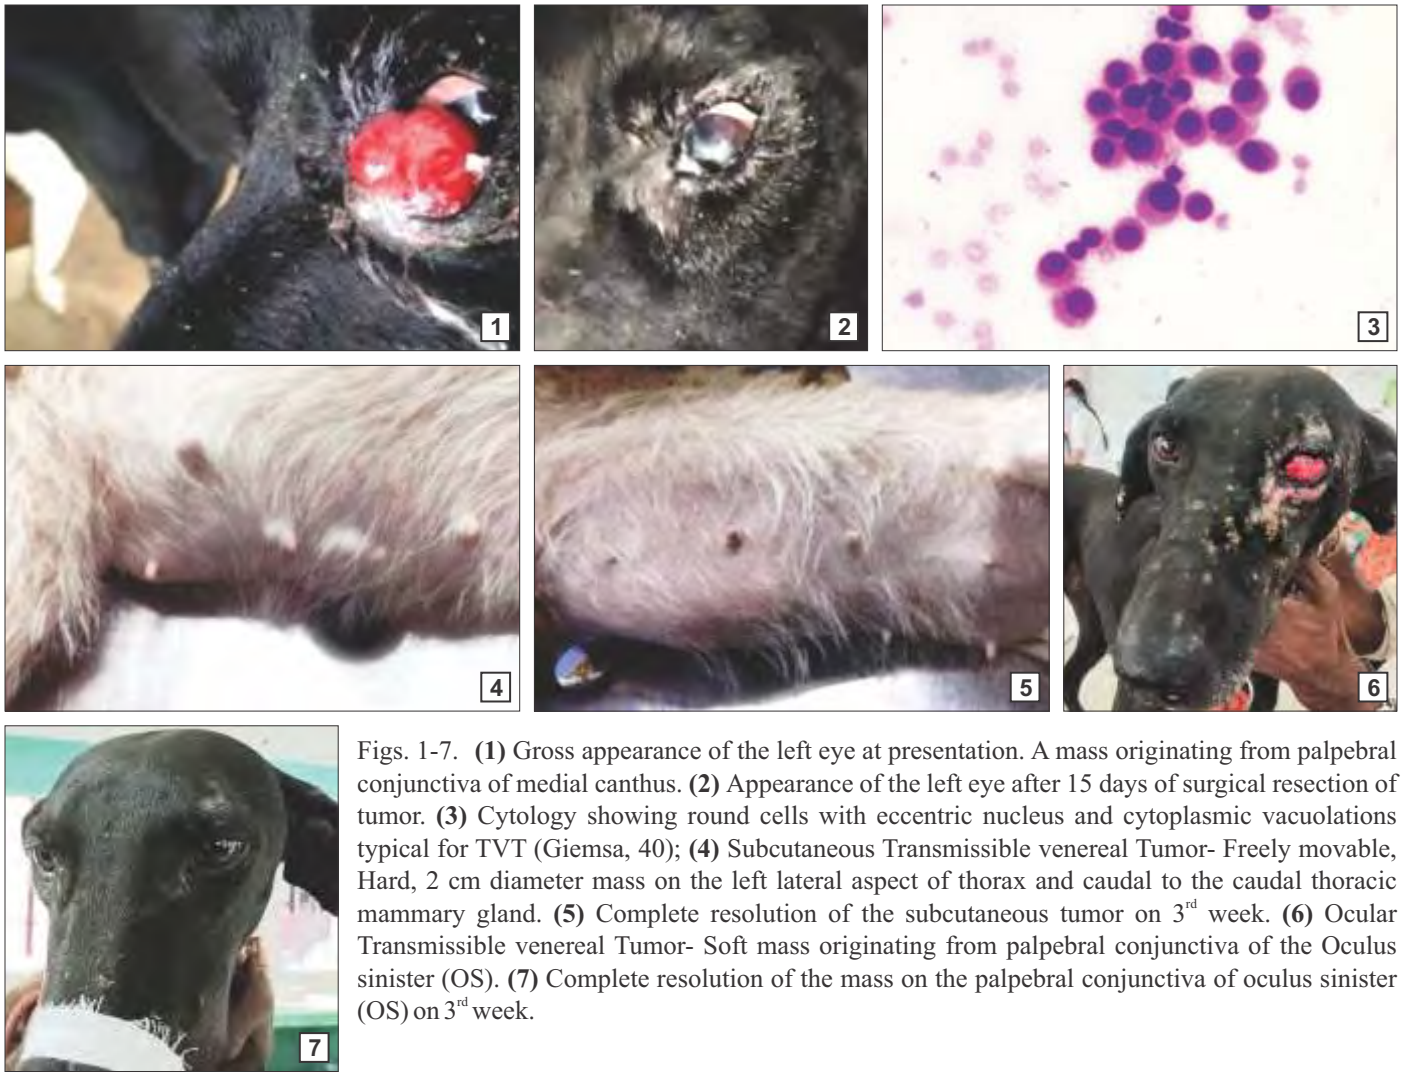 1
2
3
4
5
6
7
Figs. 1-7. (1) Gross appearance of the left eye at presentation. A mass originating from palpebral
conjunctiva of medial canthus. (2) Appearance of the left eye after 15 days of surgical resection of
tumor. (3) Cytology showing round cells with eccentric nucleus and cytoplasmic vacuolations
typical for TVT (Giemsa, 40); (4) Subcutaneous Transmissible venereal Tumor- Freely movable,
Hard, 2 cm diameter mass on the left lateral aspect of thorax and caudal to the caudal thoracic
mammary gland. (5) Complete resolution of the subcutaneous tumor on 3rd week. (6) Ocular
Transmissible venereal Tumor- Soft mass originating from palpebral conjunctiva of the Oculus
sinister (OS). (7) Complete resolution of the mass on the palpebral conjunctiva of oculus sinister
(OS) on 3rd week.